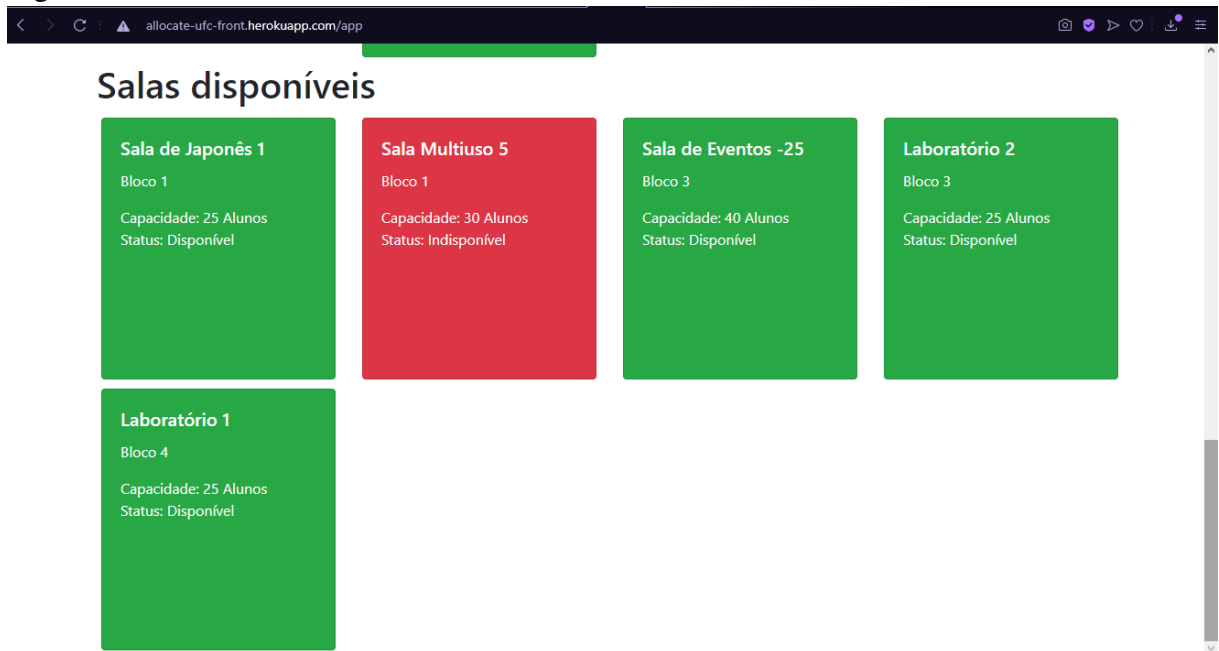 allocate-ufc-front.herokuapp.com/app
Salas disponíveis
Sala de Japonês 1
Bloco 1
Capacidade: 25 Alunos
Status: Disponível
Sala Multiuso 5
Bloco 1
Capacidade: 30 Alunos
Status: Indisponível
Sala de Eventos -25
Bloco 3
Capacidade: 40 Alunos
Status: Disponível
Laboratório 2
Bloco 3
Capacidade: 25 Alunos
Status: Disponível
Laboratório 1
Bloco 4
Capacidade: 25 Alunos
Status: Disponível